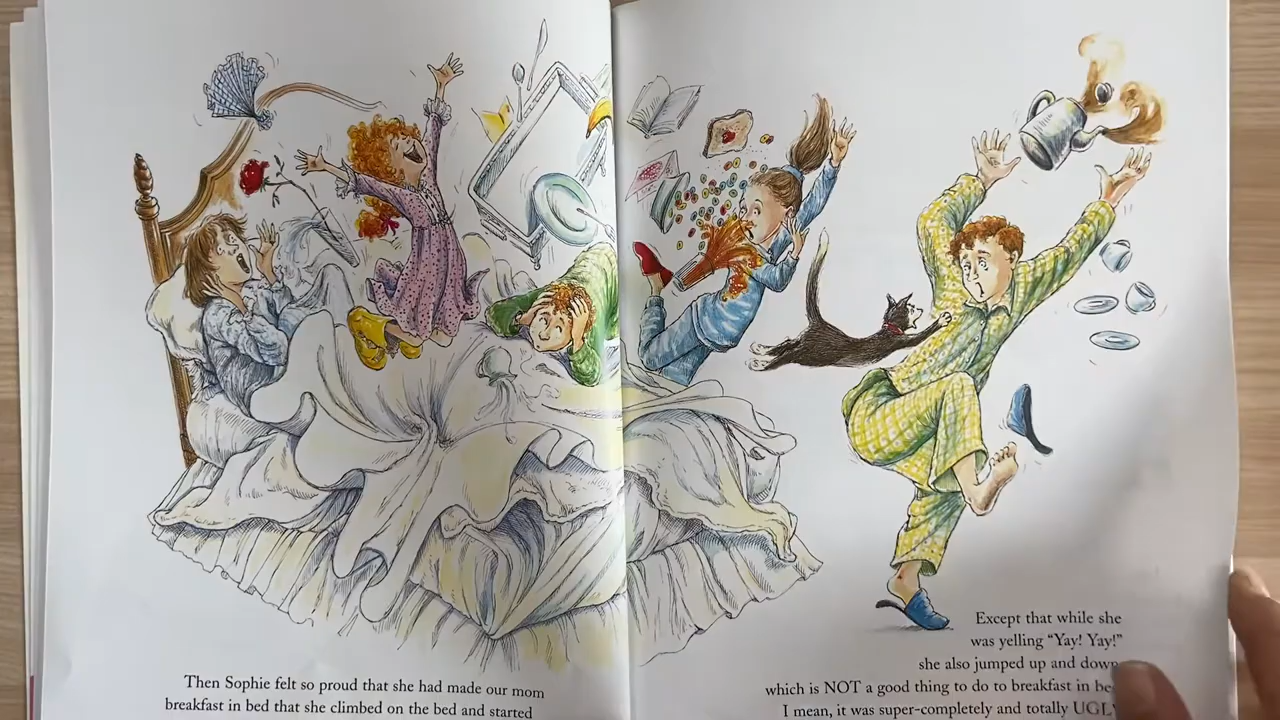 Then Sophie felt so proud that she had made our mom
breakfast in bed that she climbed on the bed and started
Except that while she
was yelling “Yay! Yay!”
she also jumped up and down
which is NOT a good thing to do to breakfast in
I mean, it was super-completely and totally UGLY